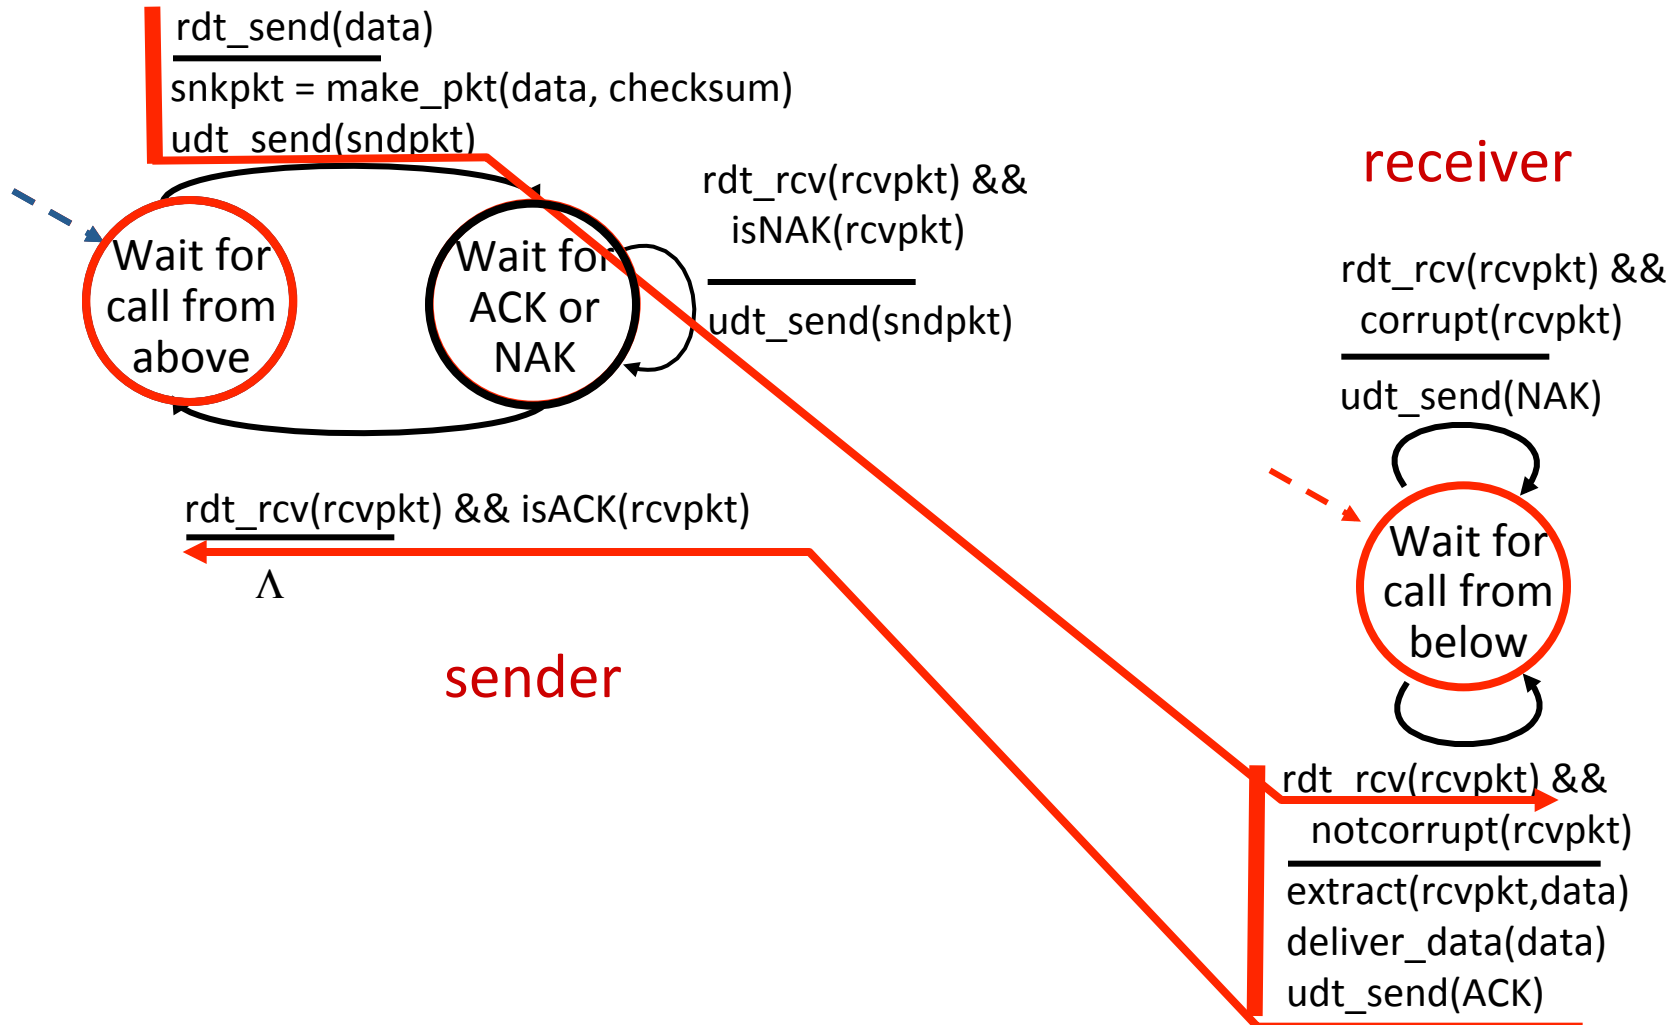 rdt_send(data)
snkpkt = make_pkt(data, checksum)
udt_send(sndpkt)
Wait for
call from
above
Wait for
ACK or
NAK
rdt_rcv(rcvpkt) &&
isNAK(rcvpkt)
udt_send(sndpkt)
rdt_rcv(rcvpkt) && isACK(rcvpkt)
Λ
sender
receiver
rdt_rcv(rcvpkt) &&
corrupt(rcvpkt)
udt_send(NAK)
Wait for
call from
below
rdt_rcv(rcvpkt) &&
notcorrupt(rcvpkt)
extract(rcvpkt,data)
deliver_data(data)
udt_send(ACK)